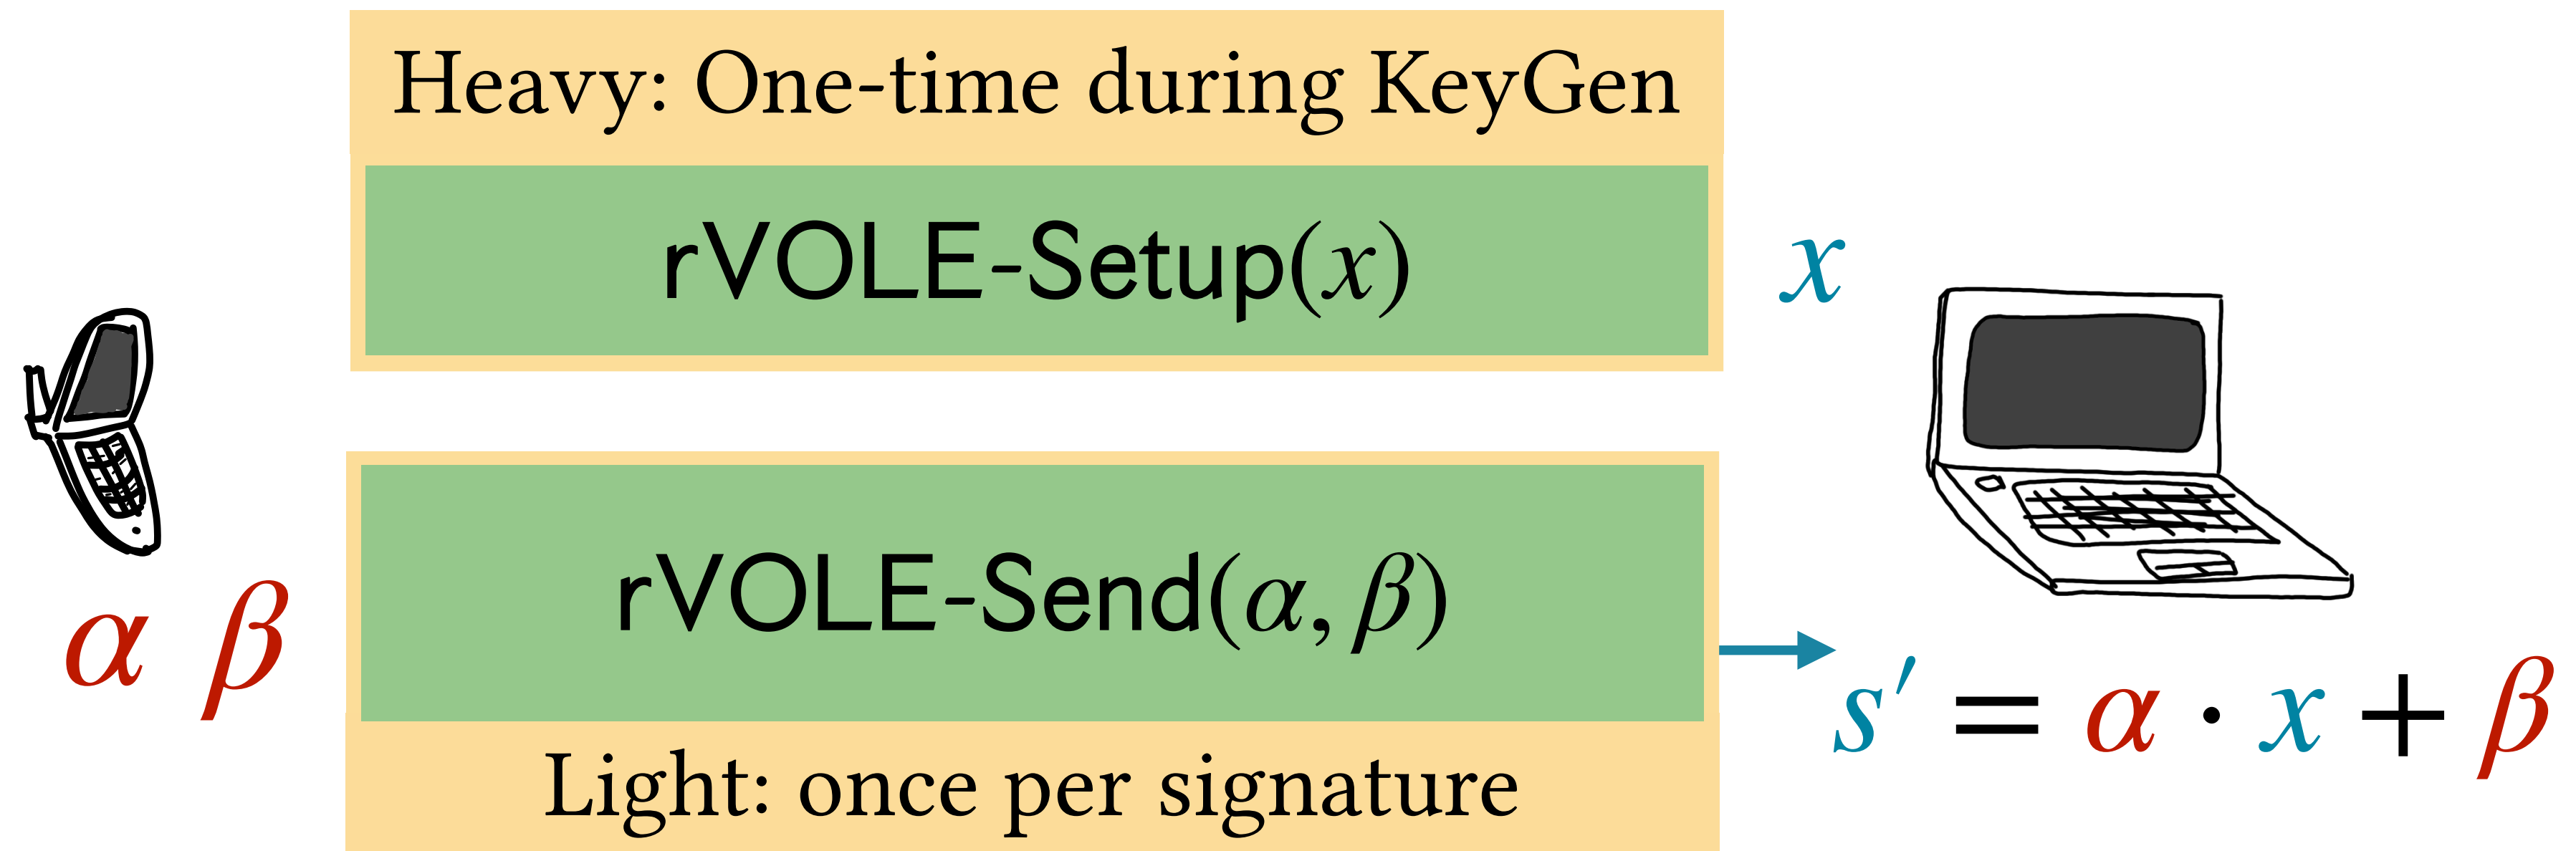 Heavy: One-time during KeyGen
rVOLE-Setup(x)
x
rVOLE-Send(α, β)
α β
s′ = α · x + β
Light: once per signature